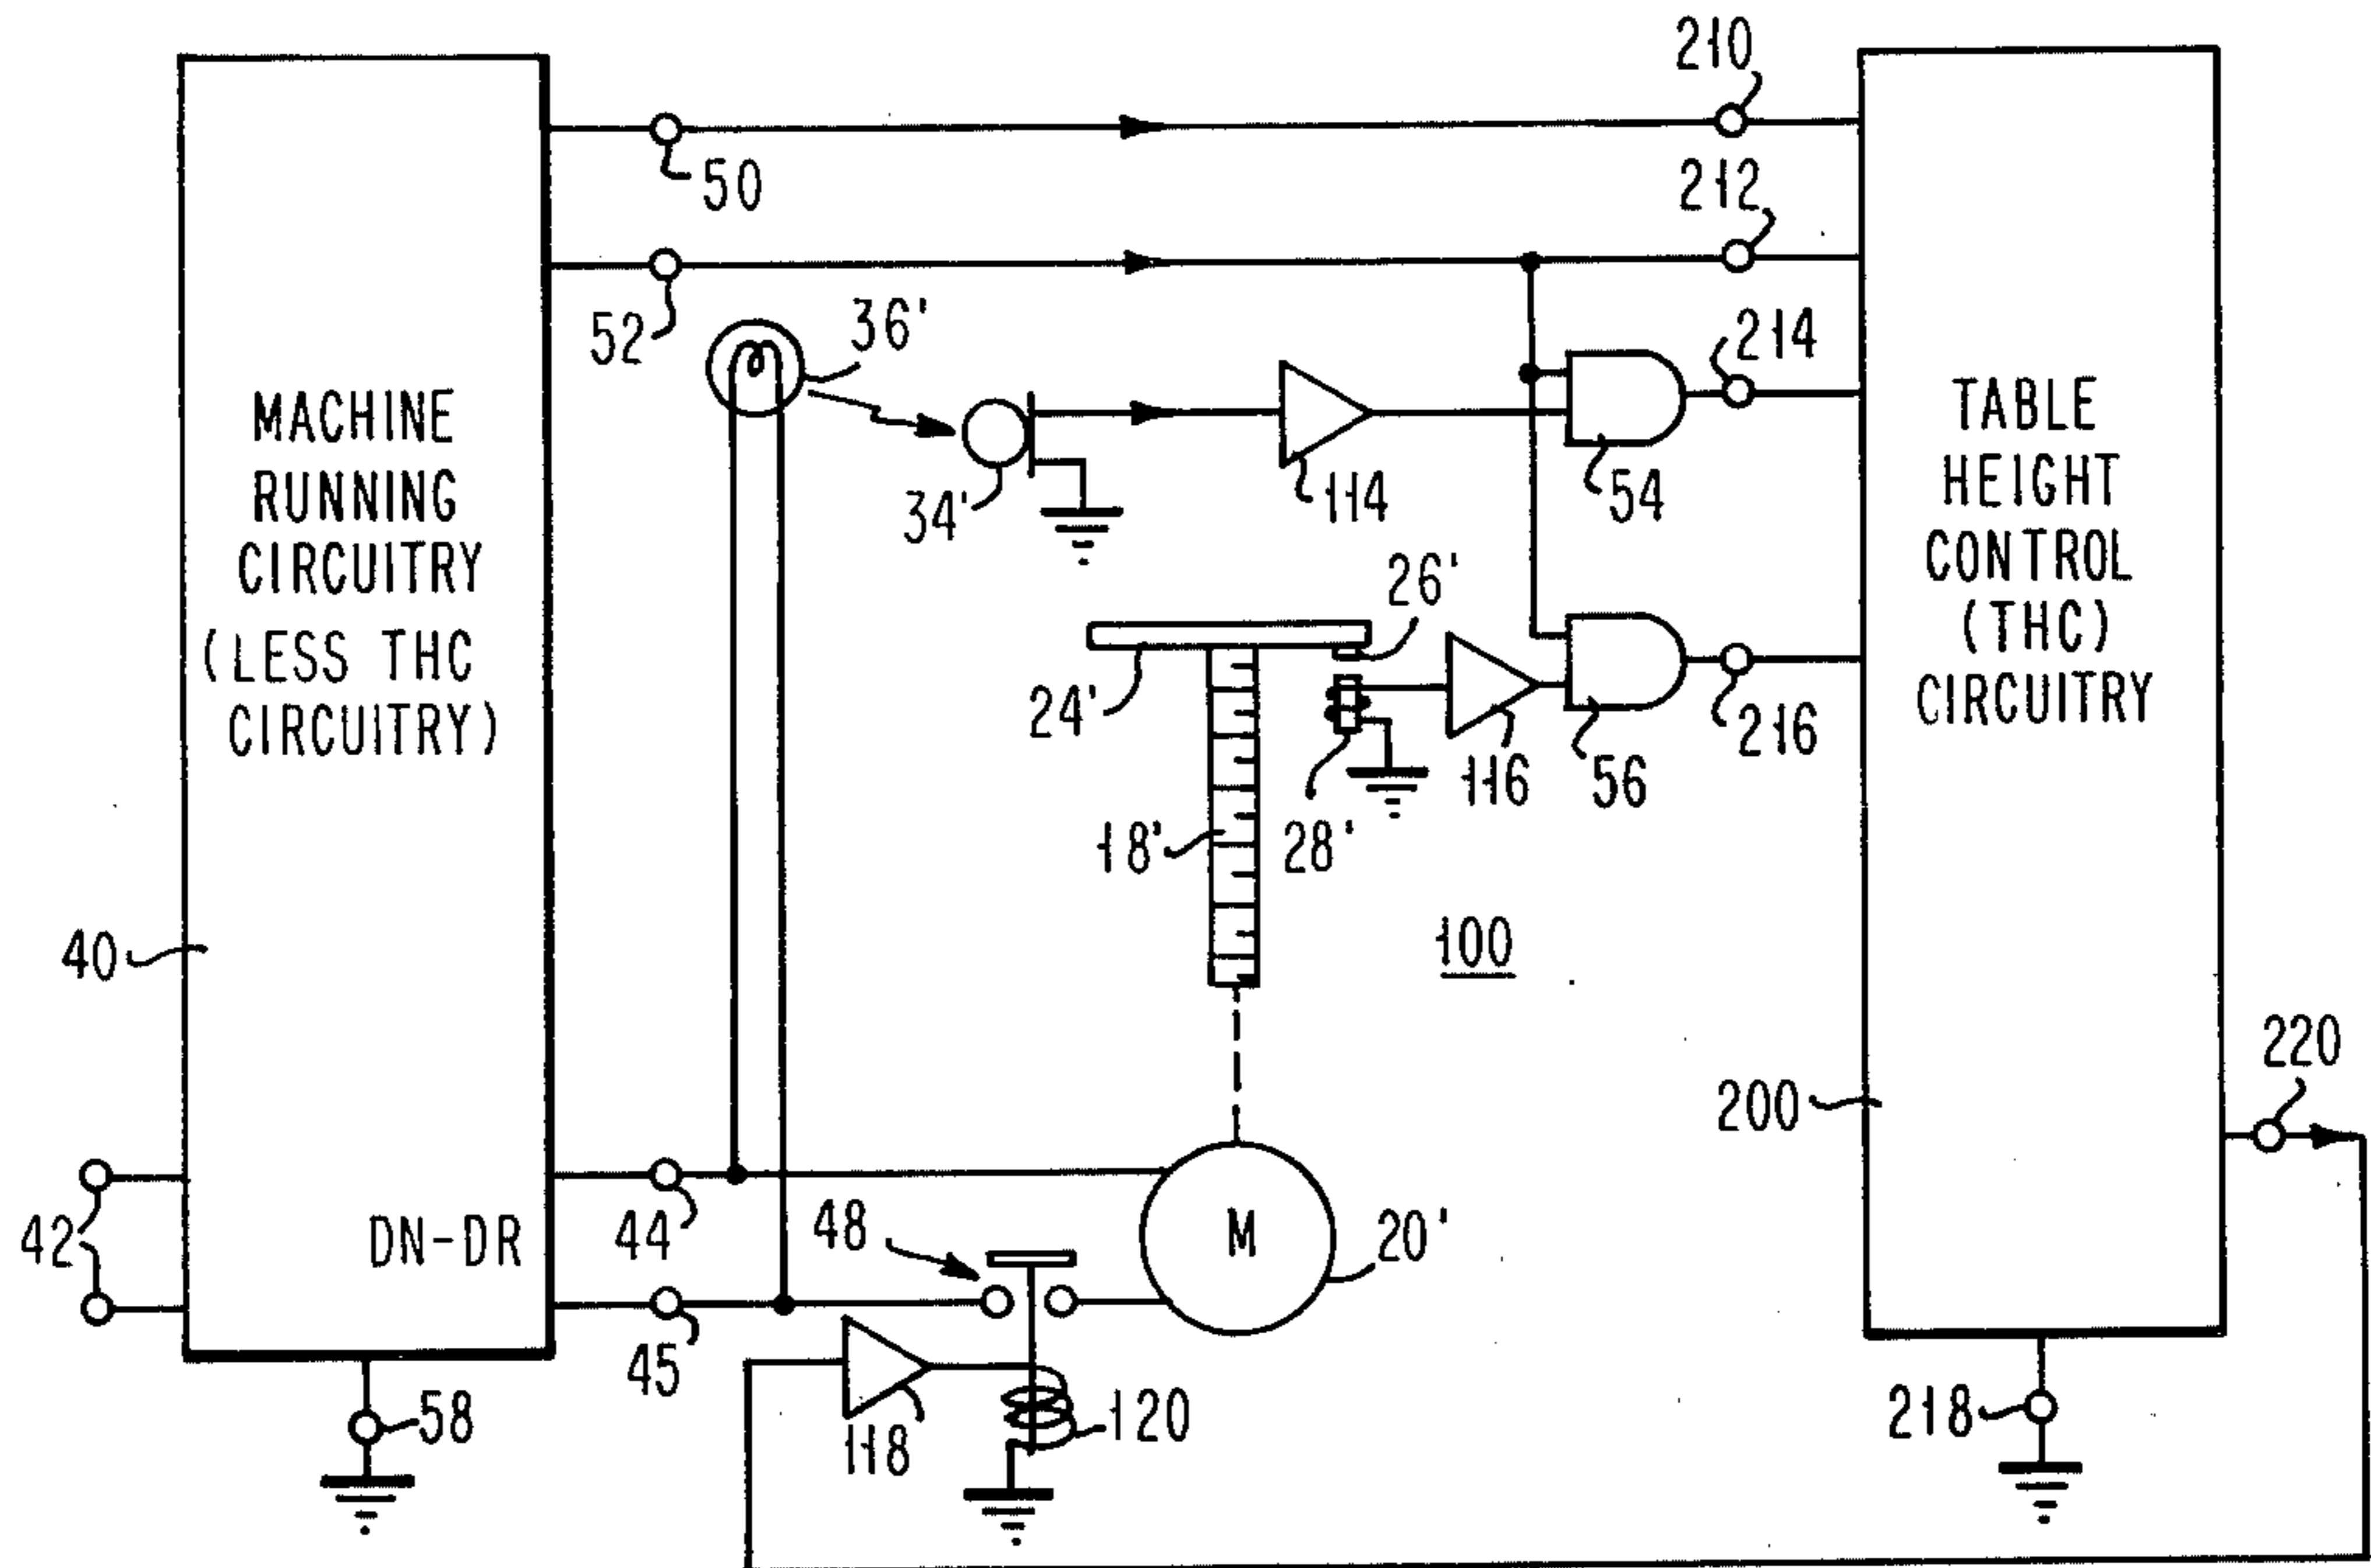 210
50
212
52
36'
214
MACHINE
RUNNING
CIRCUITRY
(LESS THC
CIRCUITRY)
34'
114
54
TABLE
HEIGHT
CONTROL
(THC)
CIRCUITRY
26'
24'
116
56
216
18'
28'
40
100
200
220
42
DN-DR
44
48
M
20'
45
118
120
58
218